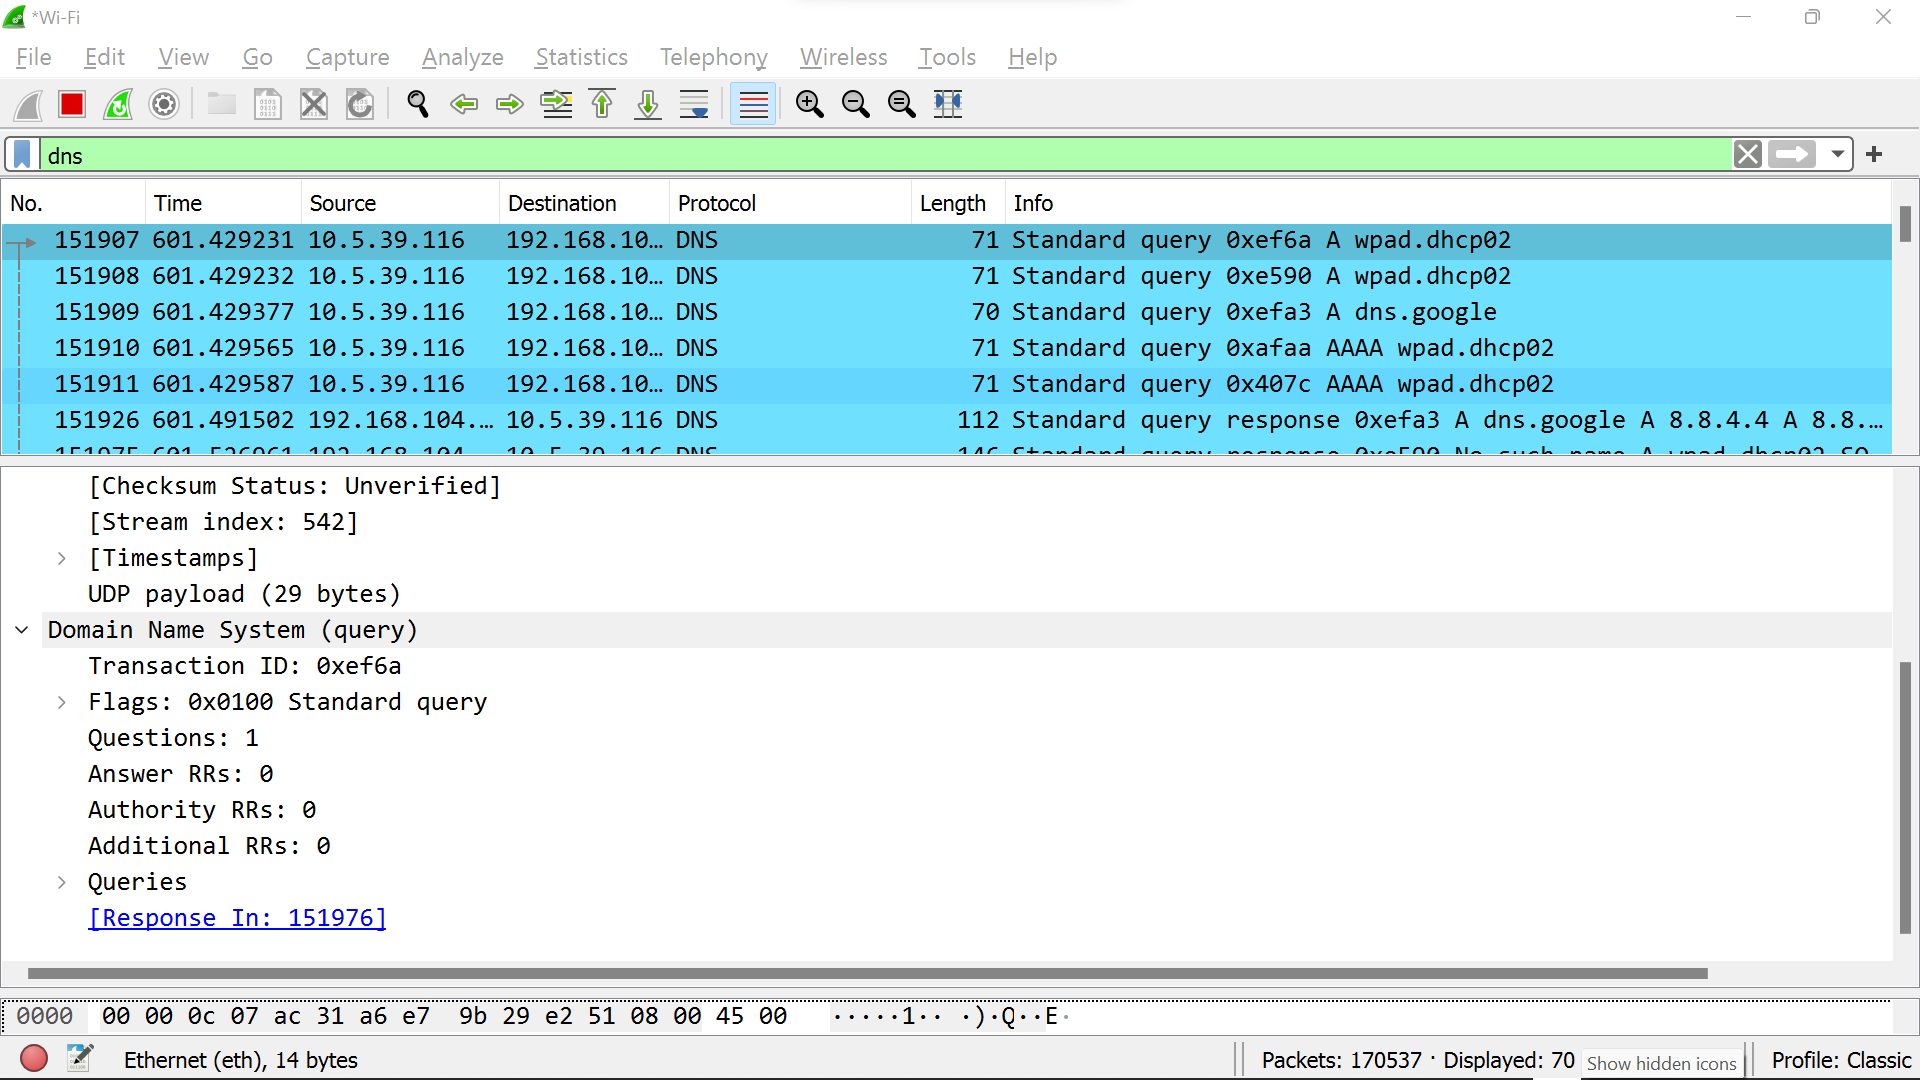 *Wi-Fi
File Edit View Go Capture Analyze Statistics Telephony Wireless Tools Help
dns
No. Time Source Destination Protocol Length Info
151907 601.429231 10.5.39.116 192.168.10… DNS 71 Standard query 0xef6a A wpad.dhcp02
151908 601.429232 10.5.39.116 192.168.10… DNS 71 Standard query 0xe590 A wpad.dhcp02
151909 601.429377 10.5.39.116 192.168.10… DNS 70 Standard query 0xefa3 A dns.google
151910 601.429565 10.5.39.116 192.168.10… DNS 71 Standard query 0xafaa AAAA wpad.dhcp02
151911 601.429587 10.5.39.116 192.168.10… DNS 71 Standard query 0x407c AAAA wpad.dhcp02
151926 601.491502 192.168.104.… 10.5.39.116 DNS 112 Standard query response 0xefa3 A dns.google A 8.8.4.4 A 8.8.…
[Checksum Status: Unverified]
[Stream index: 542]
[Timestamps]
UDP payload (29 bytes)
Domain Name System (query)
Transaction ID: 0xef6a
Flags: 0x0100 Standard query
Questions: 1
Answer RRs: 0
Authority RRs: 0
Additional RRs: 0
Queries
[Response In: 151976]
0000 00 00 0c 07 ac 31 a6 e7 9b 29 e2 51 08 00 45 00 ·····1·· ·)·Q··E·
Ethernet (eth), 14 bytes
Packets: 170537 · Displayed: 70
Show hidden icons
Profile: Classic